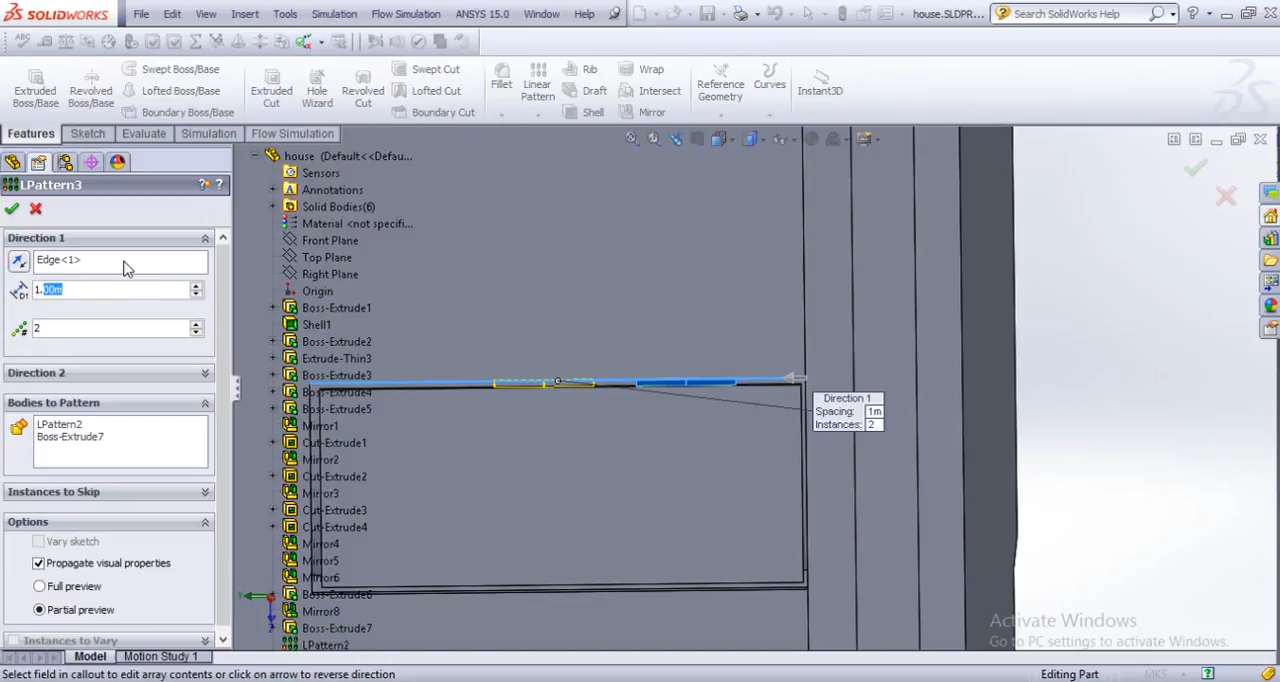 SOLIDWORKS File Edit View Insert Tools Simulation Flow Simulation ANSYS 15.0 Window Help house.SLDPR... Search SolidWorks Help
Extruded Boss/Base
Revolved Boss/Base
Swept Boss/Base
Lofted Boss/Base
Boundary Boss/Base
Extruded Cut
Hole Wizard
Revolved Cut
Swept Cut
Lofted Cut
Boundary Cut
Fillet
Linear Pattern
Rib
Draft
Shell
Wrap
Intersect
Mirror
Reference Geometry
Curves
Instant3D
Features Sketch Evaluate Simulation Flow Simulation
LPattern3
Direction 1
Edge<1>
1.00m
2
Direction 2
Bodies to Pattern
LPattern2
Boss-Extrude7
Instances to Skip
Options
Vary sketch
Propagate visual properties
Full preview
Partial preview
Instances to Vary
house (Default<<Defau...
Sensors
Annotations
Solid Bodies(6)
Material <not specifi...
Front Plane
Top Plane
Right Plane
Origin
Boss-Extrude1
Shell1
Boss-Extrude2
Extrude-Thin3
Boss-Extrude3
Boss-Extrude4
Boss-Extrude5
Mirror1
Cut-Extrude1
Mirror2
Cut-Extrude2
Mirror3
Cut-Extrude3
Cut-Extrude4
Mirror4
Mirror5
Mirror6
Boss-Extrude6
Mirror8
Boss-Extrude7
LPattern2
Direction 1
Spacing: 1m
Instances: 2
Activate Windows
Go to PC settings to activate Windows.
Model Motion Study 1
Select field in callout to edit array contents or click on arrow to reverse direction
Editing Part MKS